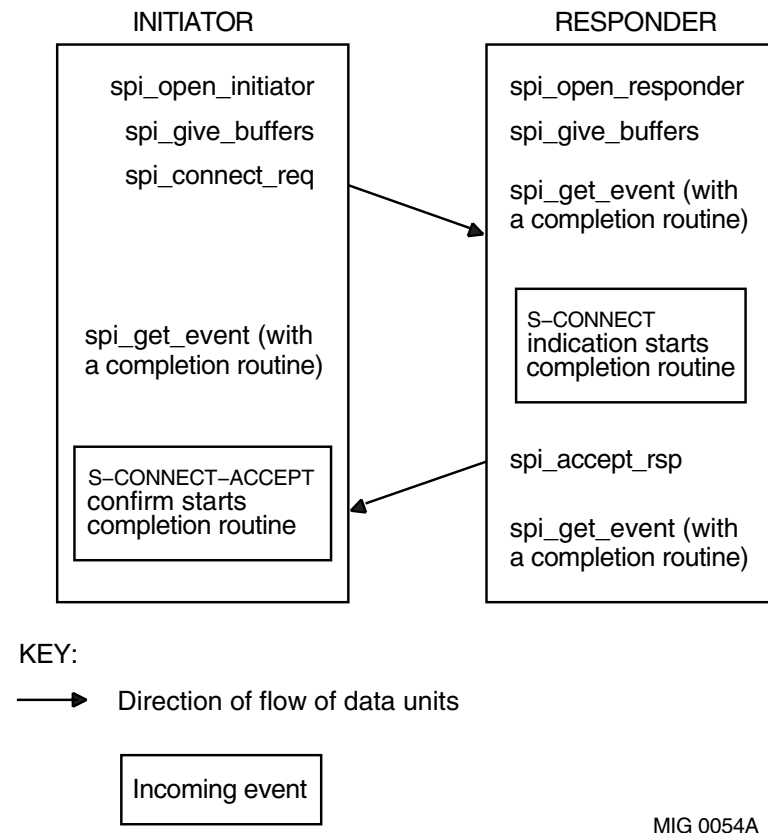 INITIATOR
spi_open_initiator
spi_give_buffers
spi_connect_req
spi_get_event (with
a completion routine)
S–CONNECT–ACCEPT
confirm starts
completion routine
RESPONDER
spi_open_responder
spi_give_buffers
spi_get_event (with
a completion routine)
S–CONNECT
indication starts
completion routine
spi_accept_rsp
spi_get_event (with
a completion routine)
KEY:
Direction of flow of data units
Incoming event
MIG 0054A